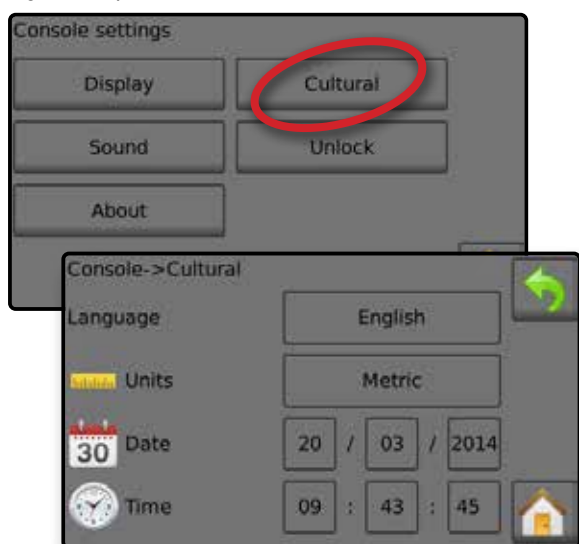 Console settings
Display Cultural
Sound Unlock
About
Console->Cultural
Language English
Units Metric
30 Date 20 / 03 / 2014
Time 09 : 43 : 45